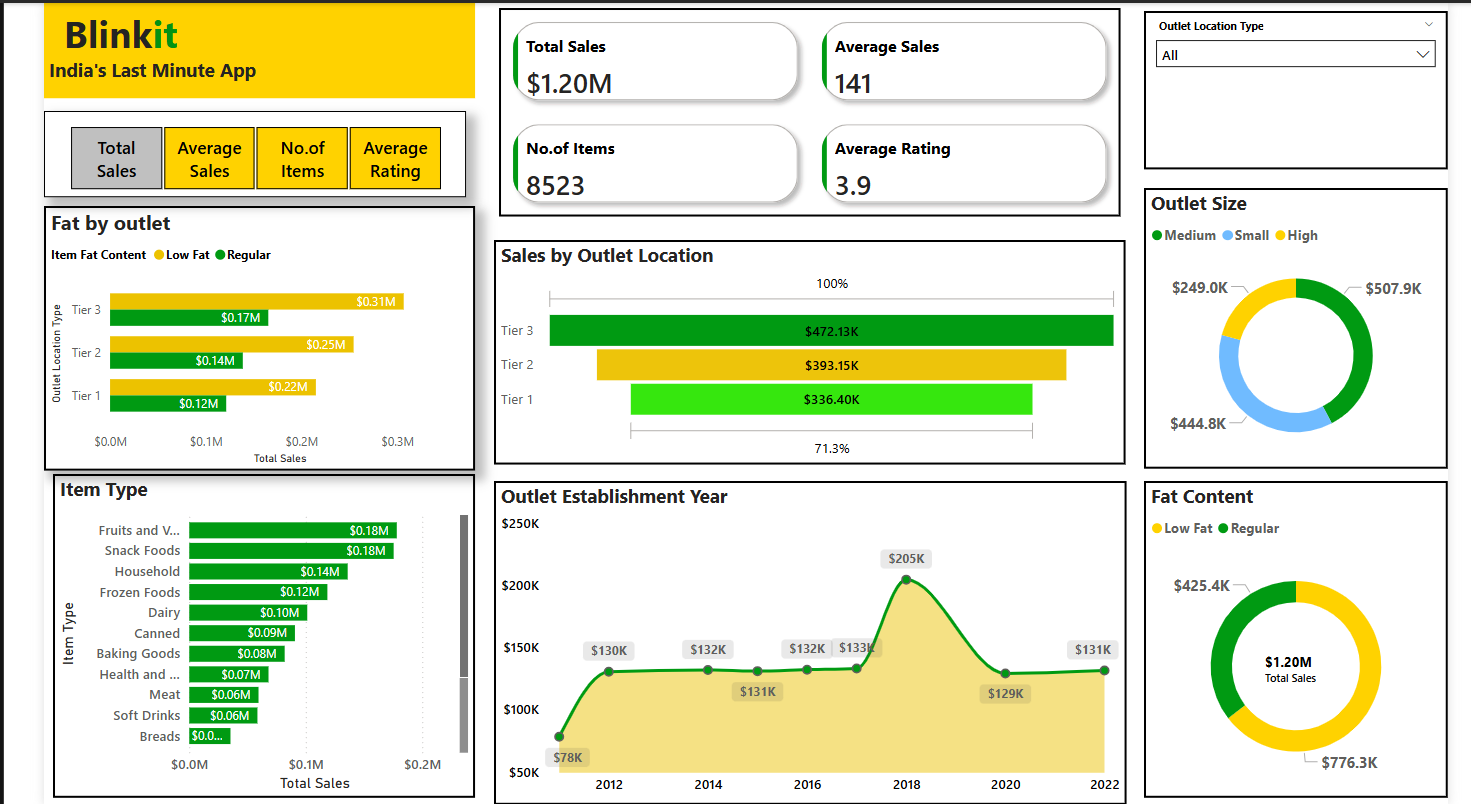 Blinkit
India's Last Minute App
Total Sales
Average Sales
No.of Items
Average Rating
Total Sales
$1.20M
Average Sales
141
No.of Items
8523
Average Rating
3.9
Outlet Location Type
All
Fat by outlet
Item Fat Content Low Fat Regular
Outlet Location Type
Tier 3
$0.31M
$0.17M
Tier 2
$0.25M
$0.14M
Tier 1
$0.22M
$0.12M
$0.0M $0.1M $0.2M $0.3M
Total Sales
Sales by Outlet Location
100%
Tier 3 $472.13K
Tier 2 $393.15K
Tier 1 $336.40K
71.3%
Outlet Size
Medium Small High
$249.0K
$507.9K
$444.8K
Item Type
Item Type
Fruits and V... $0.18M
Snack Foods $0.18M
Household $0.14M
Frozen Foods $0.12M
Dairy $0.10M
Canned $0.09M
Baking Goods $0.08M
Health and ... $0.07M
Meat $0.06M
Soft Drinks $0.06M
Breads $0.0...
$0.0M $0.1M $0.2M
Total Sales
Outlet Establishment Year
$250K
$200K
$150K
$100K
$50K
$78K
$130K
$132K
$131K
$132K
$133K
$205K
$129K
$131K
2012 2014 2016 2018 2020 2022
Fat Content
Low Fat Regular
$425.4K
$1.20M
Total Sales
$776.3K